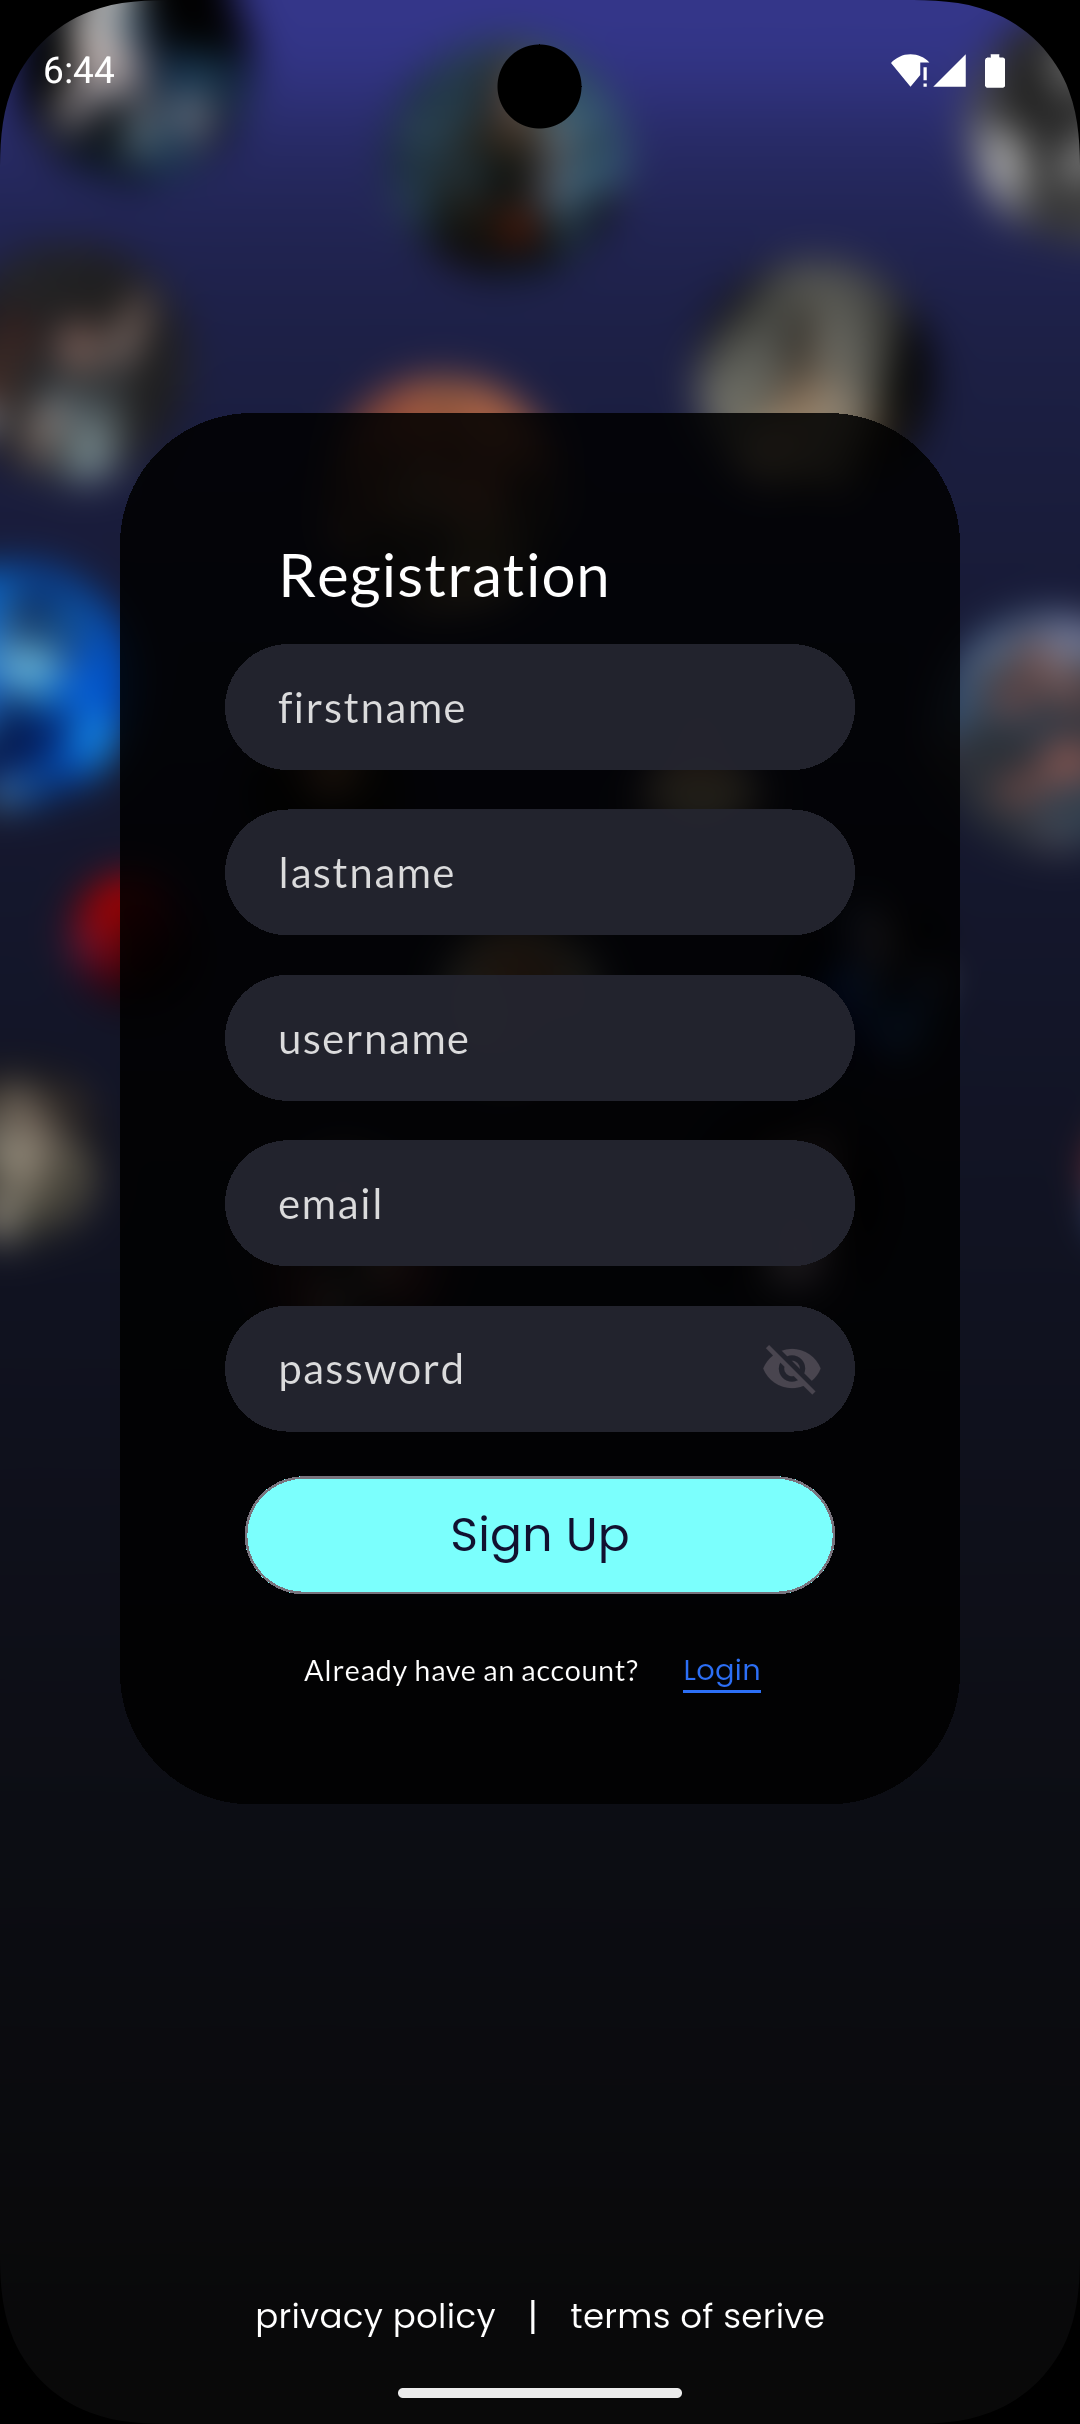 6:44
Registration
firstname
lastname
username
email
password
Sign Up
Already have an account? Login
privacy policy | terms of serive